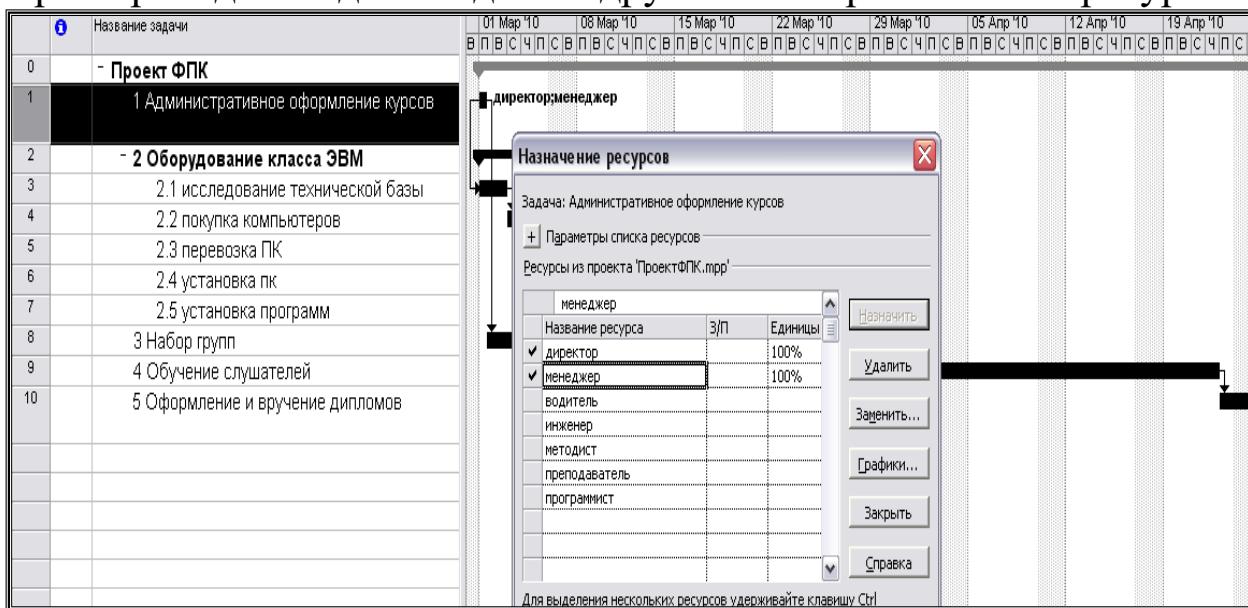 Название задачи
01 Мар '10 08 Мар '10 15 Мар '10 22 Мар '10 29 Мар '10 05 Апр '10 12 Апр '10 19 Апр '10
В П В С Ч П С В П В С Ч П С В П В С Ч П С В П В С Ч П С В П В С Ч П С В П В С Ч П С В П В С Ч П С В П В С Ч П С
0 - Проект ФПК
1 1 Административное оформление курсов
директор;менеджер
2 - 2 Оборудование класса ЭВМ
3 2.1 исследование технической базы
4 2.2 покупка компьютеров
5 2.3 перевозка ПК
6 2.4 установка пк
7 2.5 установка программ
8 3 Набор групп
9 4 Обучение слушателей
10 5 Оформление и вручение дипломов
Назначение ресурсов
Задача: Административное оформление курсов
+ Параметры списка ресурсов
Ресурсы из проекта 'ПроектФПК.mpp'
менеджер
Название ресурса З/П Единицы
директор 100%
менеджер 100%
водитель
инженер
методист
преподаватель
программист
Назначить
Удалить
Заменить...
Графики...
Закрыть
Справка
Для выделения нескольких ресурсов удерживайте клавишу Ctrl